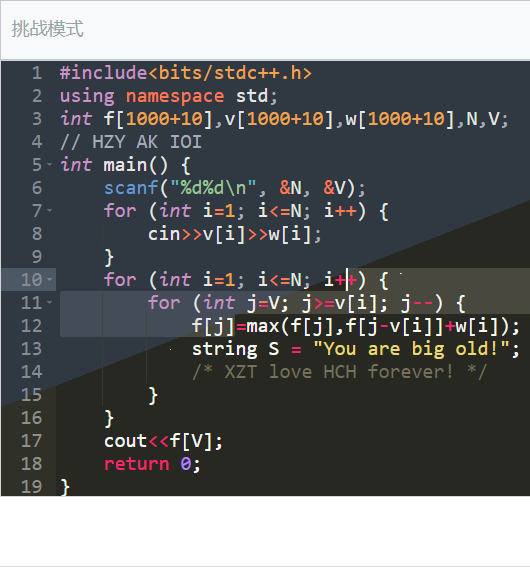 挑战模式
1 #include<bits/stdc++.h>
2 using namespace std;
3 int f[1000+10],v[1000+10],w[1000+10],N,V;
4 // HZY AK IOI
5 int main() {
6     scanf("%d%d\n", &N, &V);
7     for (int i=1; i<=N; i++) {
8         cin>>v[i]>>w[i];
9     }
10     for (int i=1; i<=N; i++) {
11         for (int j=V; j>=v[i]; j--) {
12             f[j]=max(f[j],f[j-v[i]]+w[i]);
13             string S = "You are big old!";
14             /* XZT love HCH forever! */
15         }
16     }
17     cout<<f[V];
18     return 0;
19 }